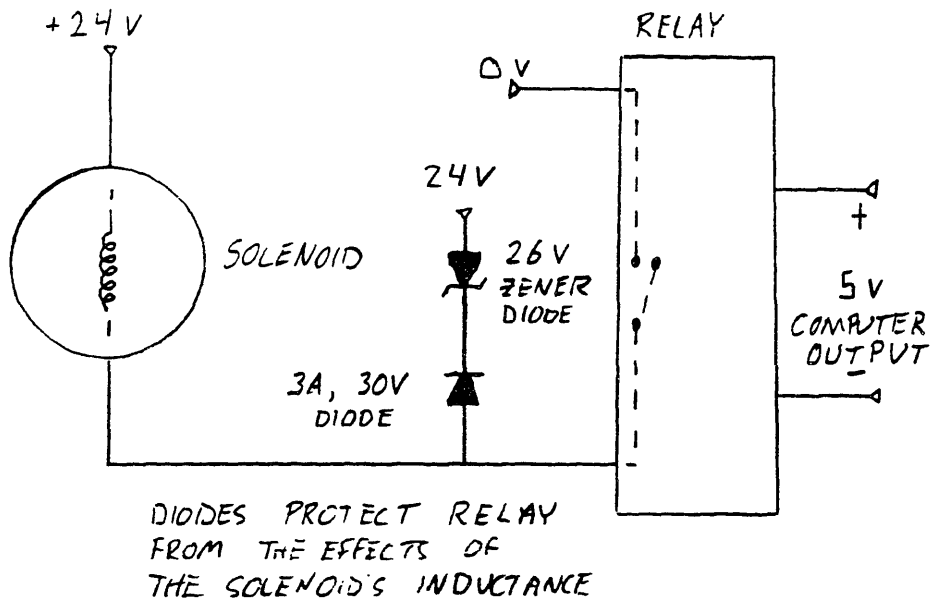 +24V
RELAY
0 V
24V
SOLENOID
26V
ZENER
DIODE
3A, 30V
DIODE
+
5V
COMPUTER
OUTPUT
-
DIODES PROTECT RELAY
FROM THE EFFECTS OF
THE SOLENOID'S INDUCTANCE